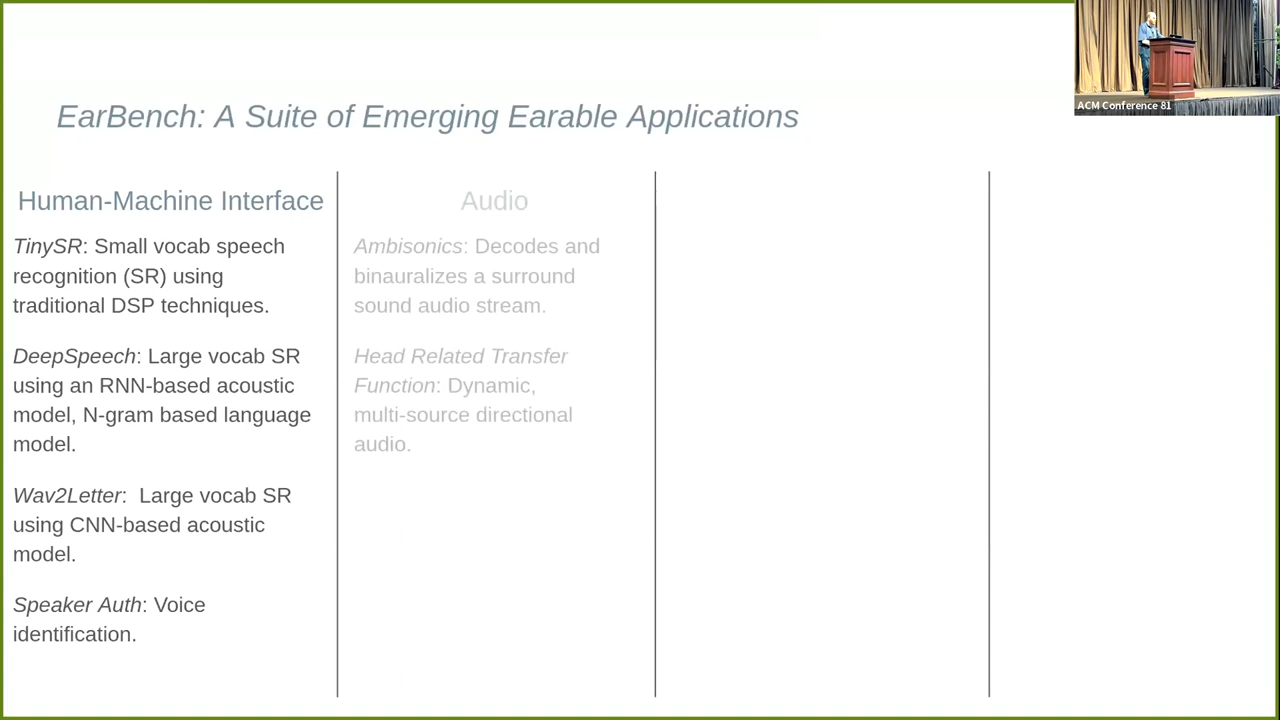 ACM Conference 81
EarBench: A Suite of Emerging Earable Applications
Human-Machine Interface
TinySR: Small vocab speech
recognition (SR) using
traditional DSP techniques.
DeepSpeech: Large vocab SR
using an RNN-based acoustic
model, N-gram based language
model.
Wav2Letter:  Large vocab SR
using CNN-based acoustic
model.
Speaker Auth: Voice
identification.
Audio
Ambisonics: Decodes and
binauralizes a surround
sound audio stream.
Head Related Transfer
Function: Dynamic,
multi-source directional
audio.